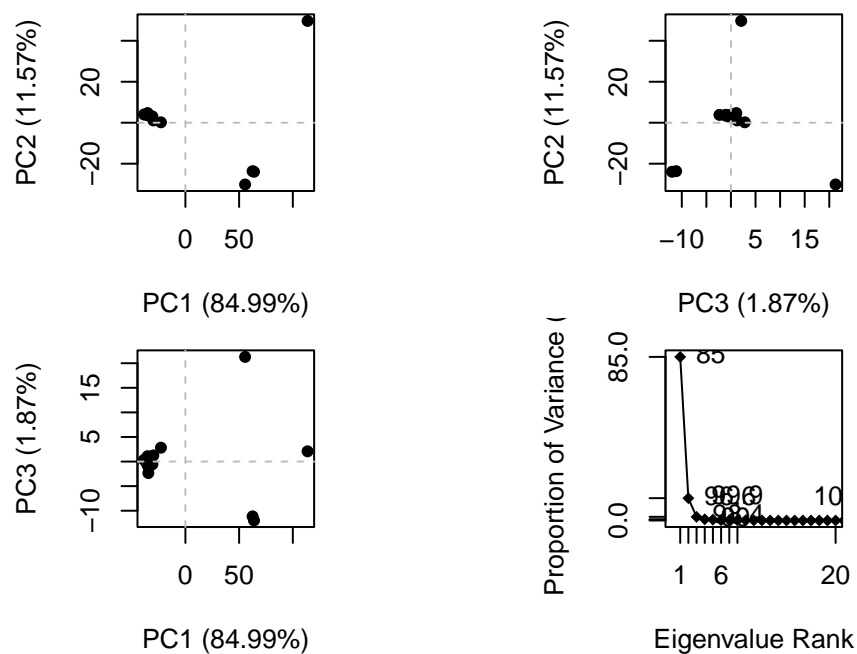 PC2 (11.57%)
20
−20
0 50
PC1 (84.99%)
PC2 (11.57%)
20
−20
−10 5 15
PC3 (1.87%)
PC3 (1.87%)
15
5
−10
0 50
PC1 (84.99%)
Proportion of Variance (
85.0
0.0
85
10
1 6 20
Eigenvalue Rank